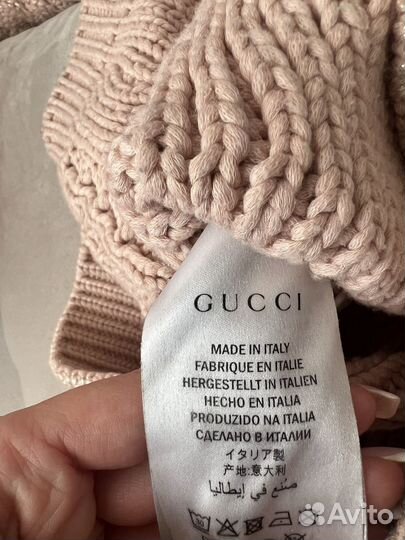 GUCCI
MADE IN ITALY
FABRIQUE EN ITALIE
HERGESTELLT IN ITALIEN
HECHO EN ITALIA
PRODUZIDO NA ITALIA
СДЕЛАНО В ИТАЛИИ
イタリア製
产地:意大利
صنع في إيطاليا
Avito